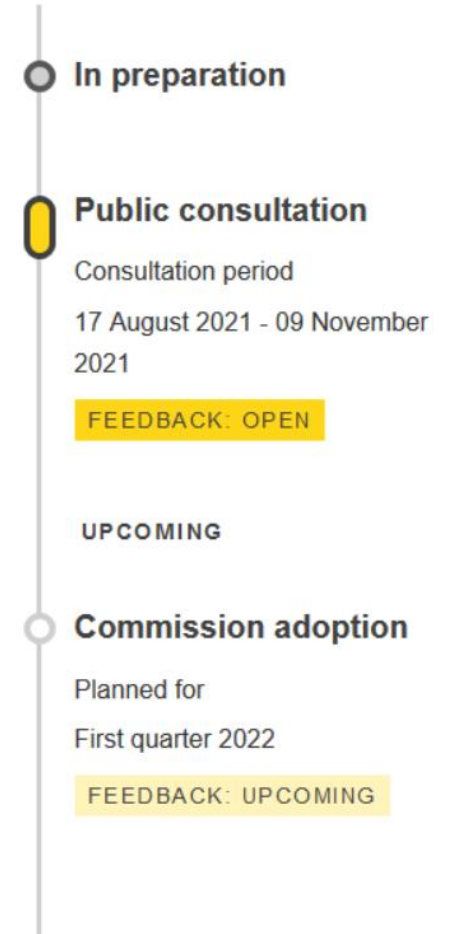 In preparation
Public consultation
Consultation period
17 August 2021 - 09 November
2021
FEEDBACK: OPEN
UPCOMING
Commission adoption
Planned for
First quarter 2022
FEEDBACK: UPCOMING